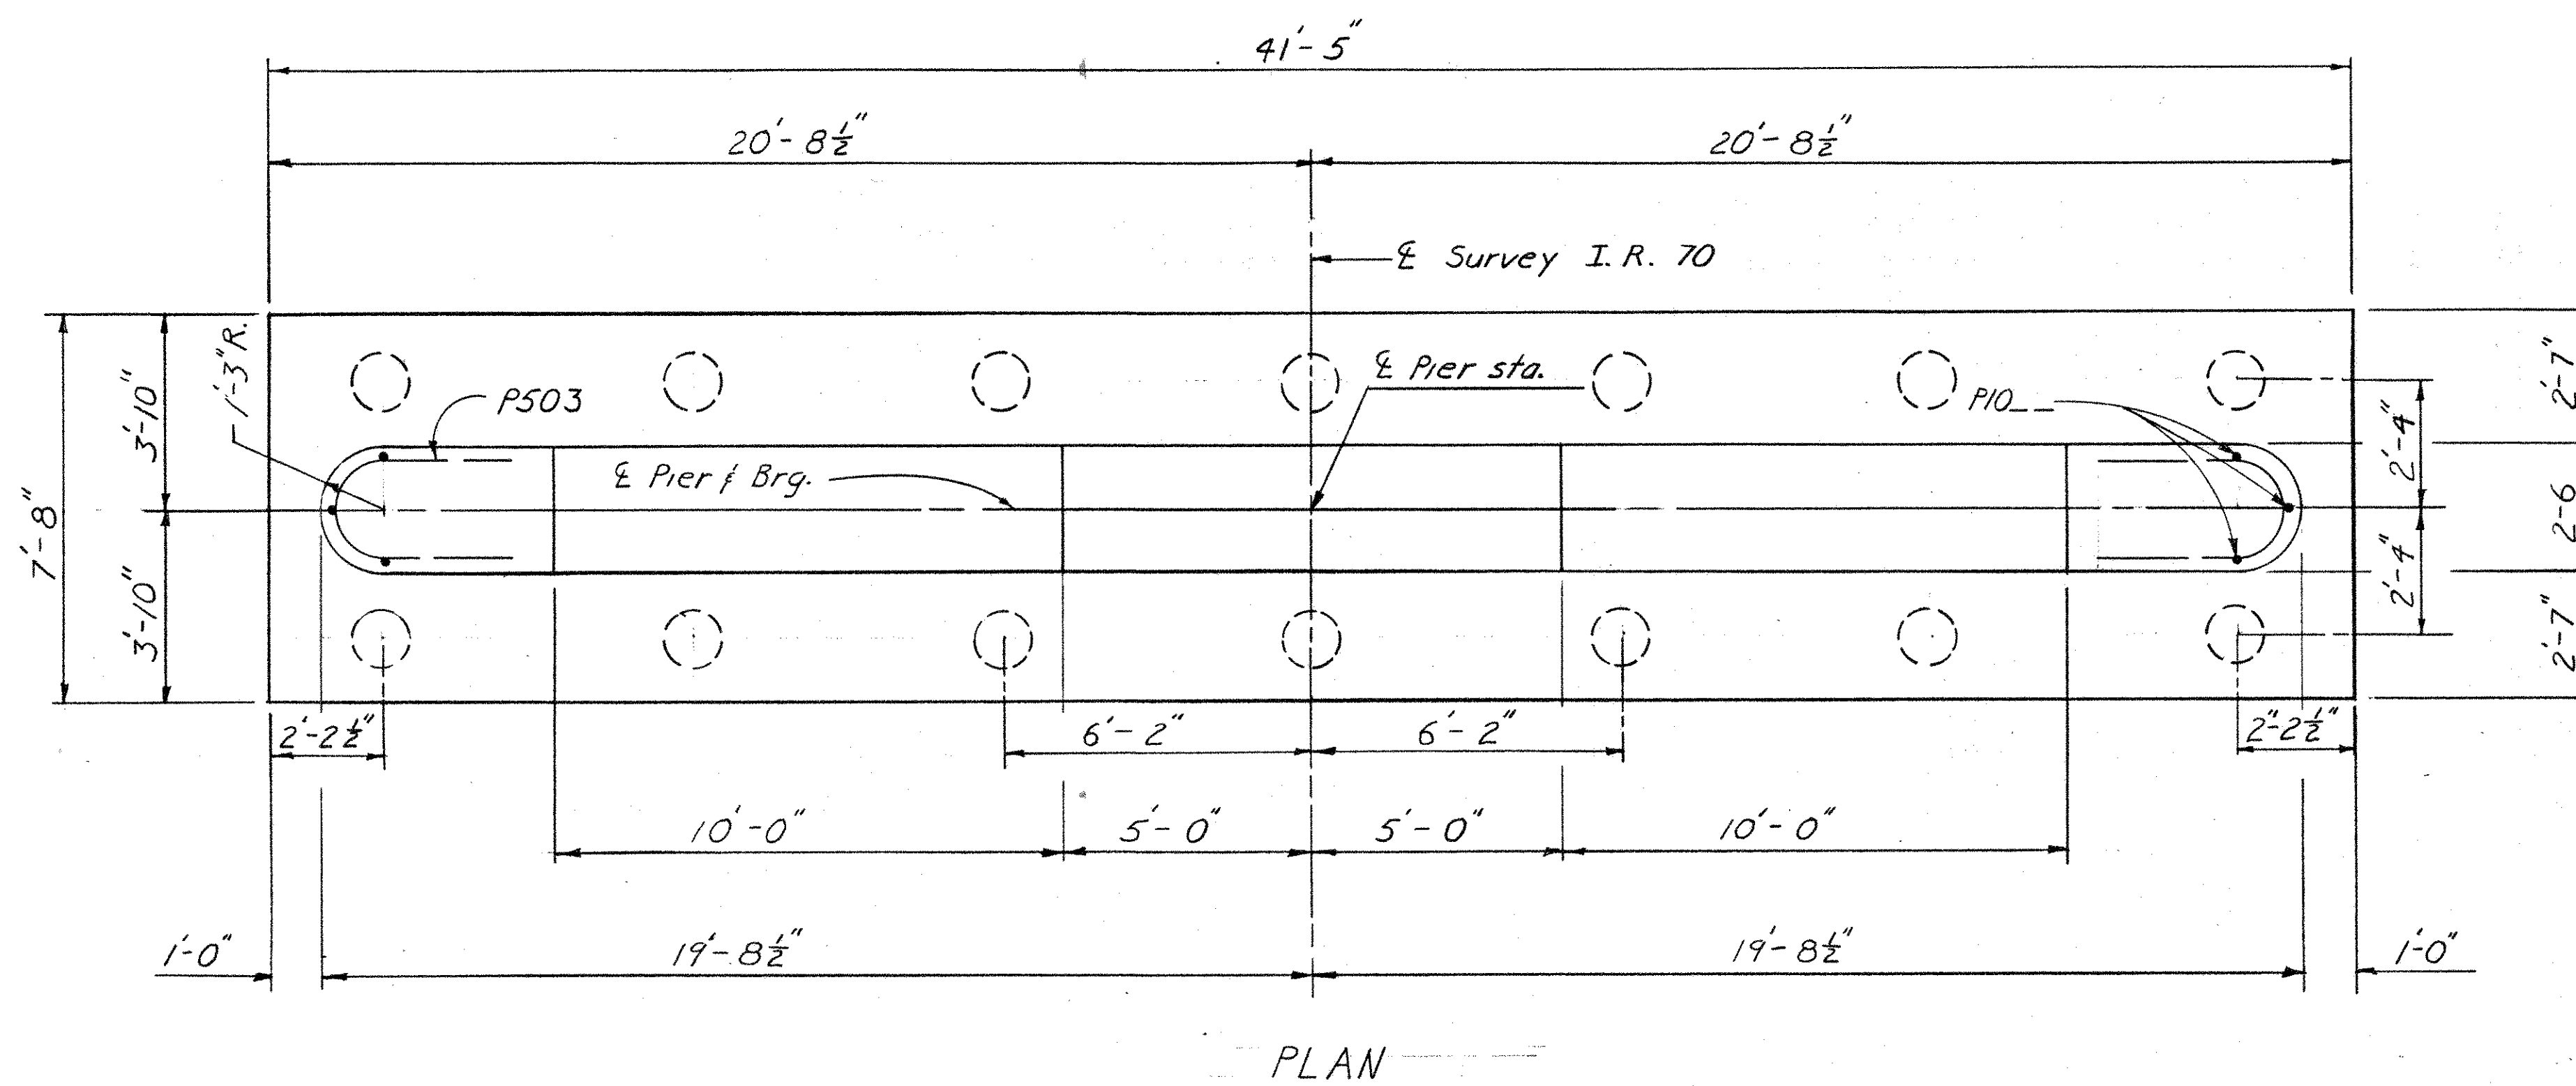 41'-5"
20'-8½" 20'-8½"
℄ Survey I.R. 70
7'-8"
3'-10"
3'-10"
1'-3"R.
P503
℄ Pier sta.
P10__
℄ Pier & Brg.
2'-4"
2'-4"
2'-7"
2-6
2'-7"
2'-2½" 6'-2" 6'-2" 2"-2½"
10'-0" 5'-0" 5'-0" 10'-0"
1'-0" 19'-8½" 19'-8½" 1'-0"
PLAN